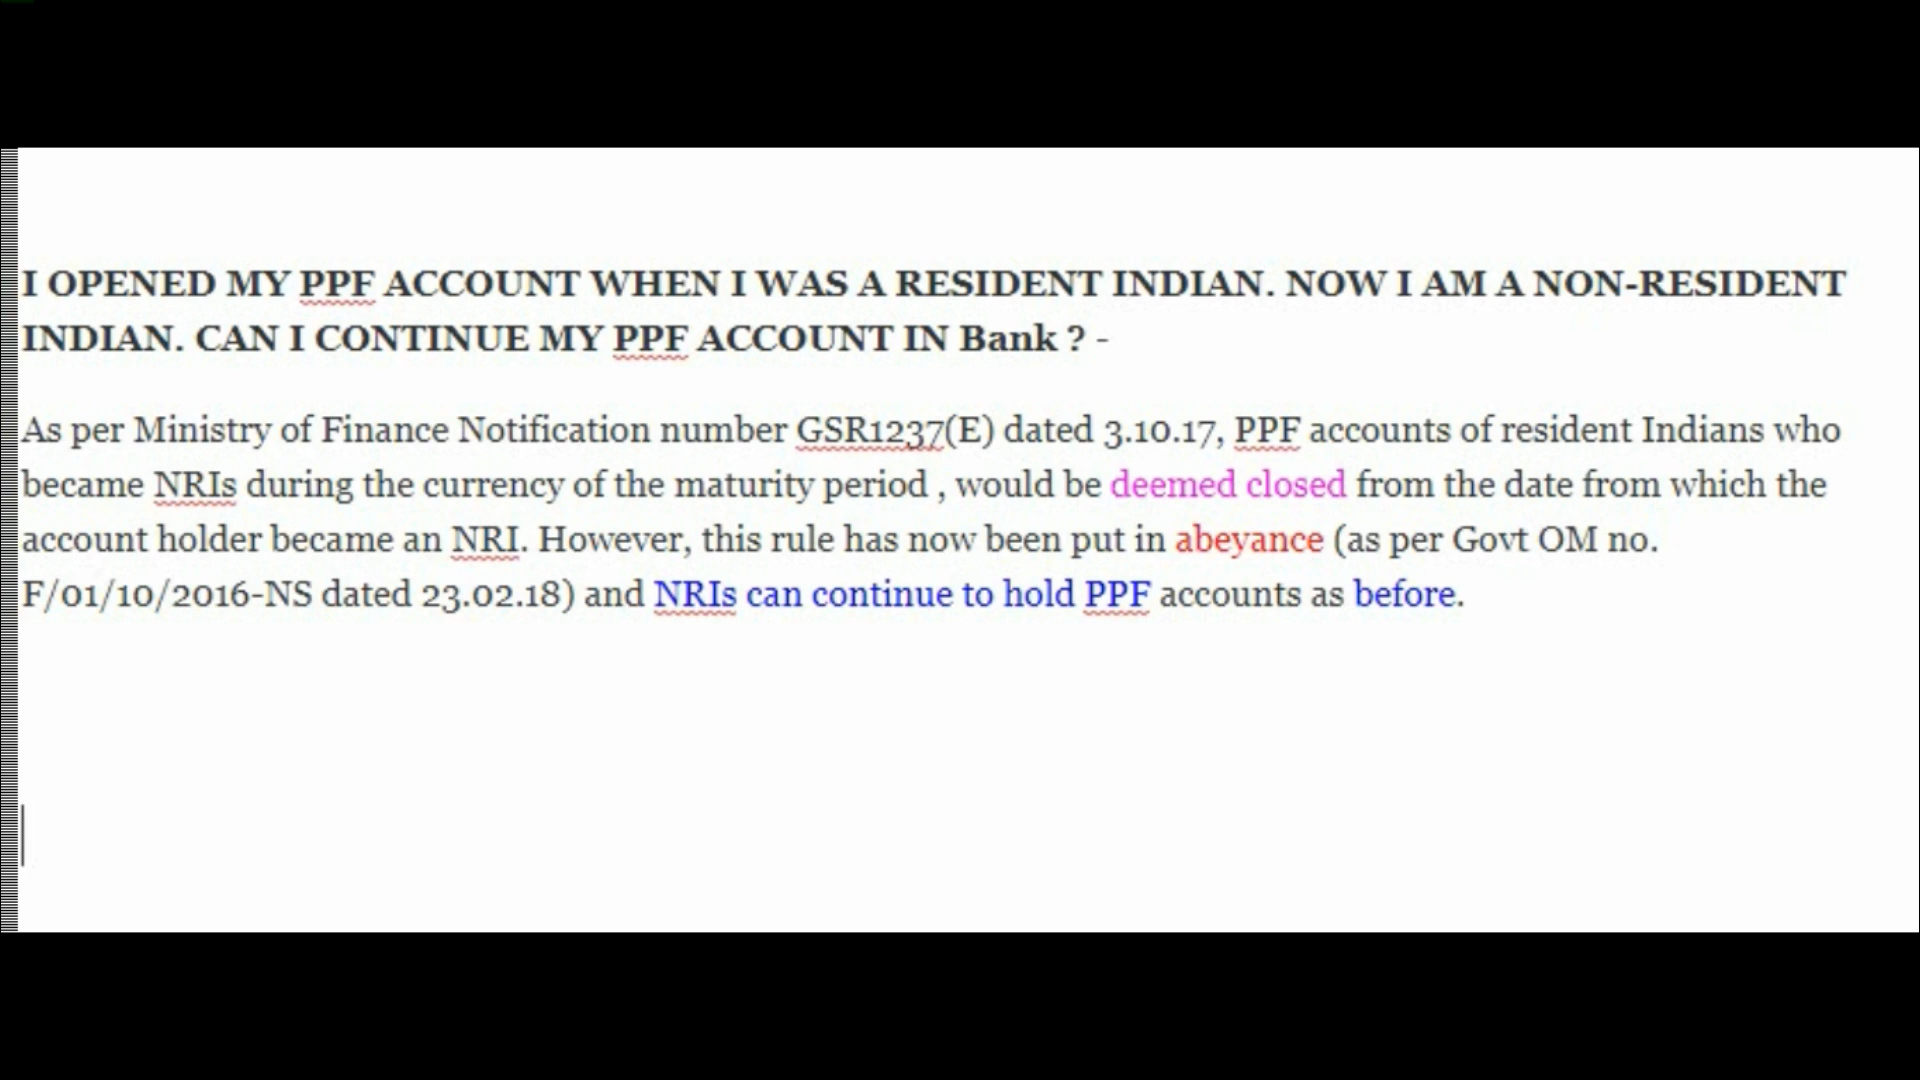 I OPENED MY PPF ACCOUNT WHEN I WAS A RESIDENT INDIAN. NOW I AM A NON-RESIDENT
INDIAN. CAN I CONTINUE MY PPF ACCOUNT IN Bank ? -
As per Ministry of Finance Notification number GSR1237(E) dated 3.10.17, PPF accounts of resident Indians who
became NRIs during the currency of the maturity period , would be deemed closed from the date from which the
account holder became an NRI. However, this rule has now been put in abeyance (as per Govt OM no.
F/01/10/2016-NS dated 23.02.18) and NRIs can continue to hold PPF accounts as before.